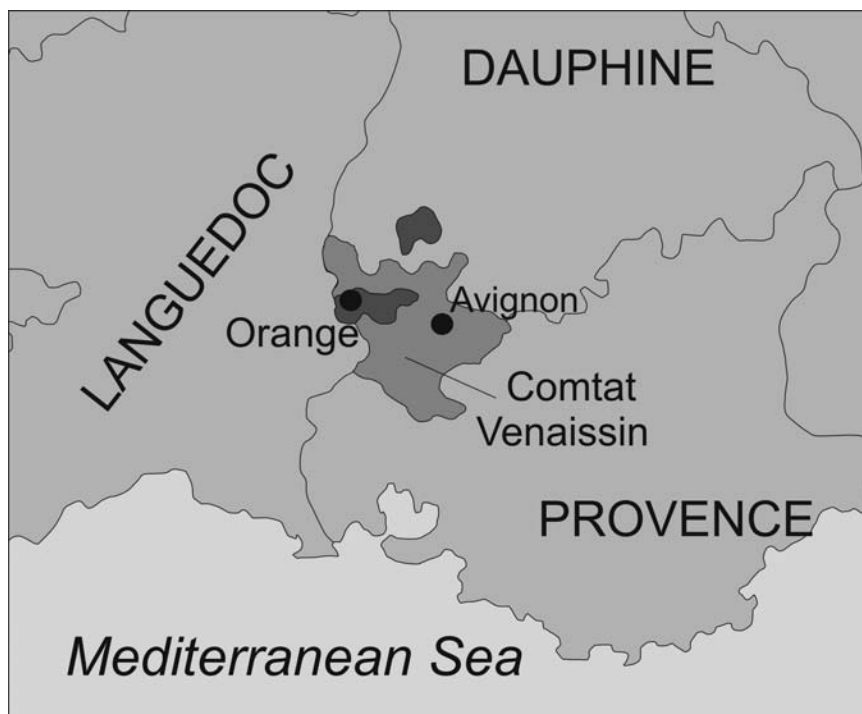 DAUPHINE
LANGUEDOC
Avignon
Orange
Comtat
Venaissin
PROVENCE
Mediterranean Sea